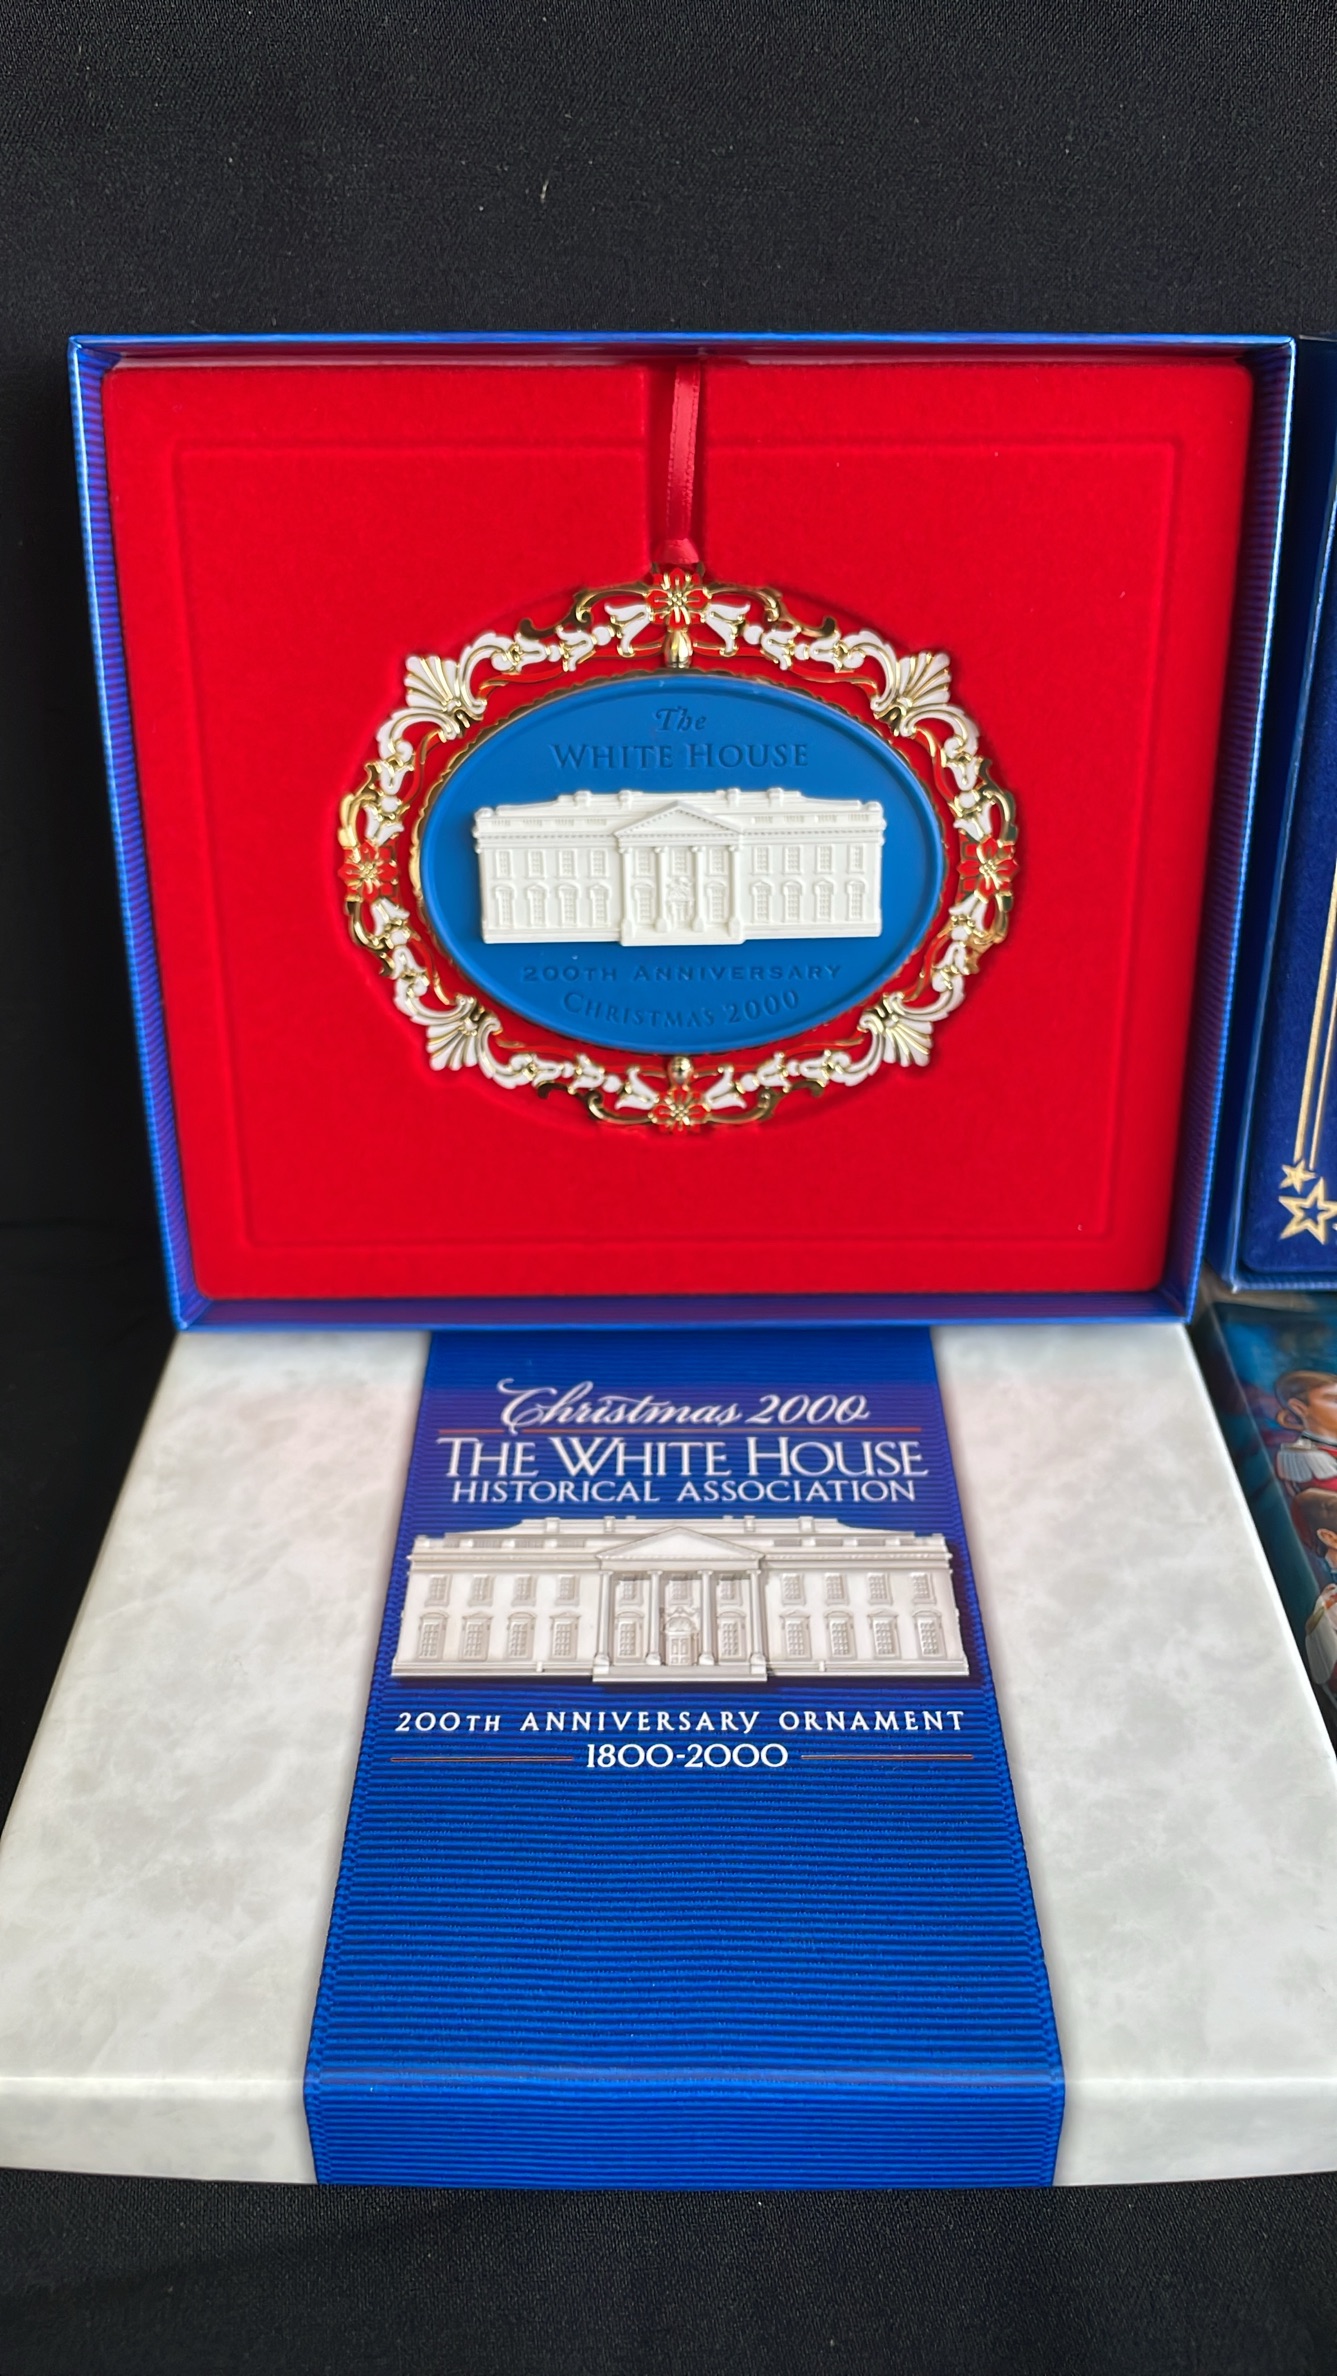 The
WHITE HOUSE
200TH ANNIVERSARY
CHRISTMAS 2000
Christmas 2000
THE WHITE HOUSE
HISTORICAL ASSOCIATION
200TH ANNIVERSARY ORNAMENT
1800-2000